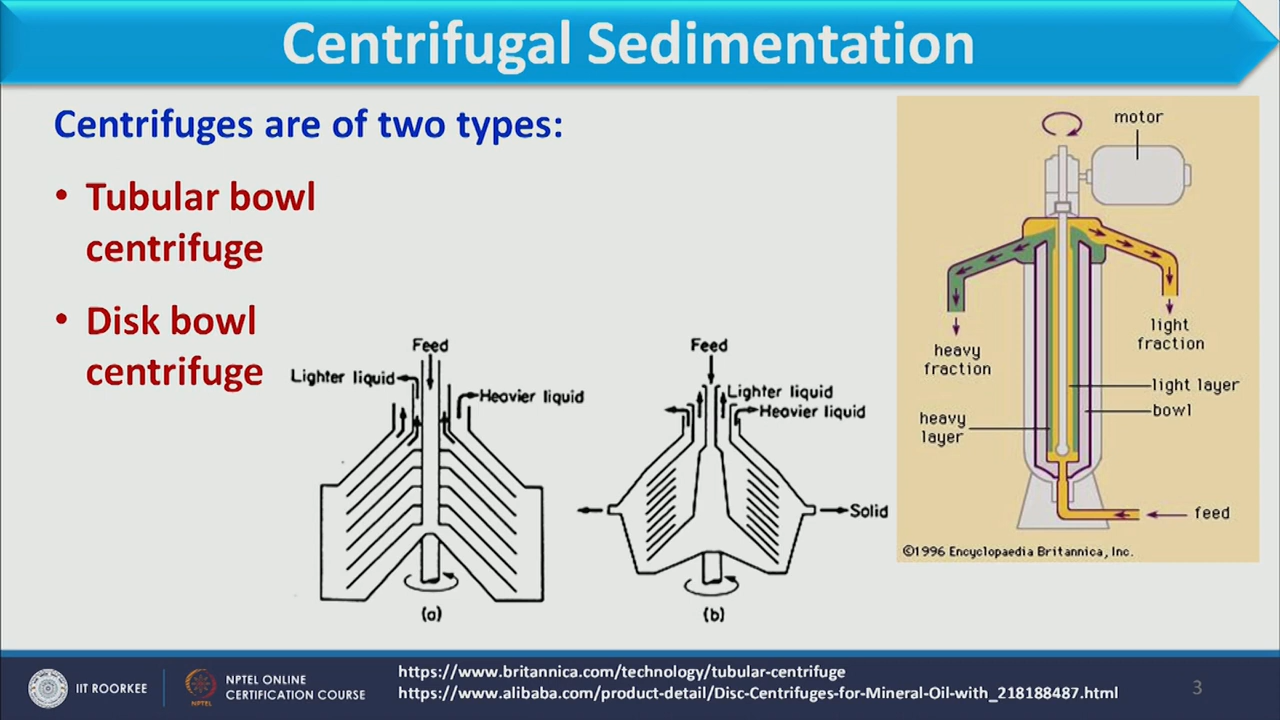 Centrifugal Sedimentation
Centrifuges are of two types:
• Tubular bowl
centrifuge
• Disk bowl
centrifuge
Feed
Lighter liquid
Heavier liquid
(a)
Feed
Lighter liquid
Heavier liquid
Solid
(b)
motor
heavy
fraction
light
fraction
light layer
bowl
heavy
layer
feed
©1996 Encyclopaedia Britannica, Inc.
IIT ROORKEE
NPTEL
NPTEL ONLINE
CERTIFICATION COURSE
https://www.britannica.com/technology/tubular-centrifuge
https://www.alibaba.com/product-detail/Disc-Centrifuges-for-Mineral-Oil-with_218188487.html
3